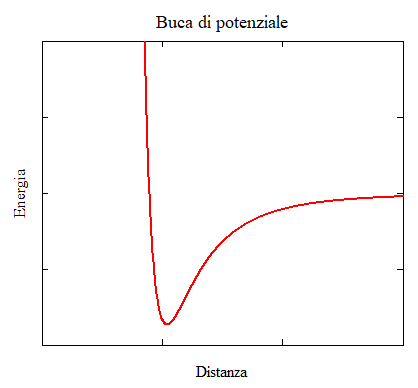 Buca di potenziale
Energia
Distanza